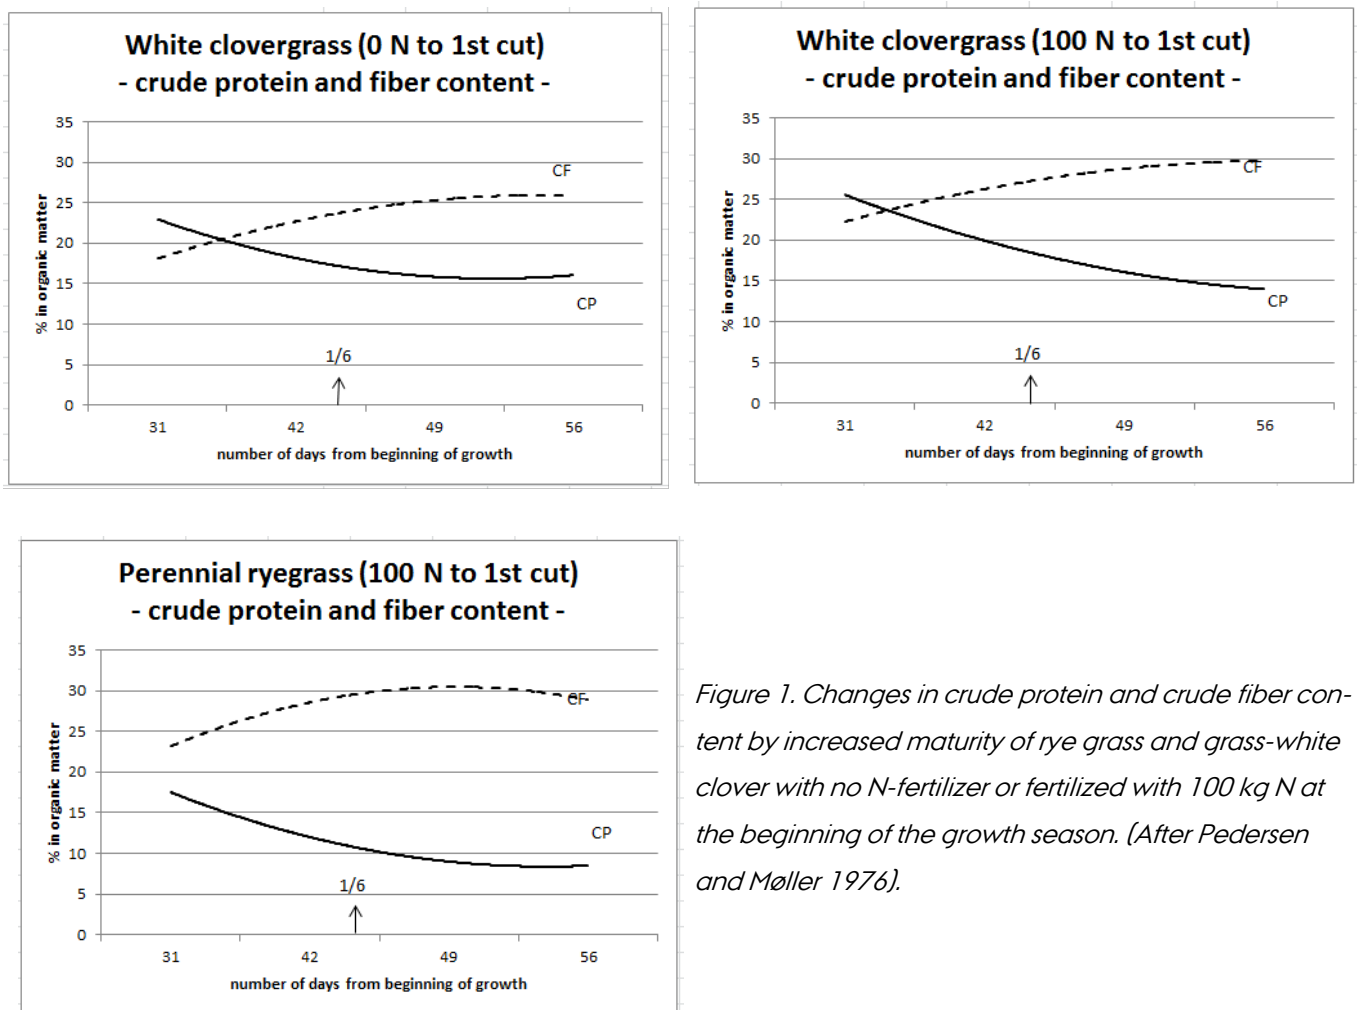 White clovergrass (0 N to 1st cut)
- crude protein and fiber content -
% in organic matter
35
30
25
20
15
10
5
0
CF
CP
1/6
31 42 49 56
number of days from beginning of growth
White clovergrass (100 N to 1st cut)
- crude protein and fiber content -
% in organic matter
35
30
25
20
15
10
5
0
CF
CP
1/6
31 42 49 56
number of days from beginning of growth
Perennial ryegrass (100 N to 1st cut)
- crude protein and fiber content -
% in organic matter
35
30
25
20
15
10
5
0
CF
CP
1/6
31 42 49 56
number of days from beginning of growth
Figure 1. Changes in crude protein and crude fiber con-
tent by increased maturity of rye grass and grass-white
clover with no N-fertilizer or fertilized with 100 kg N at
the beginning of the growth season. (After Pedersen
and Møller 1976).